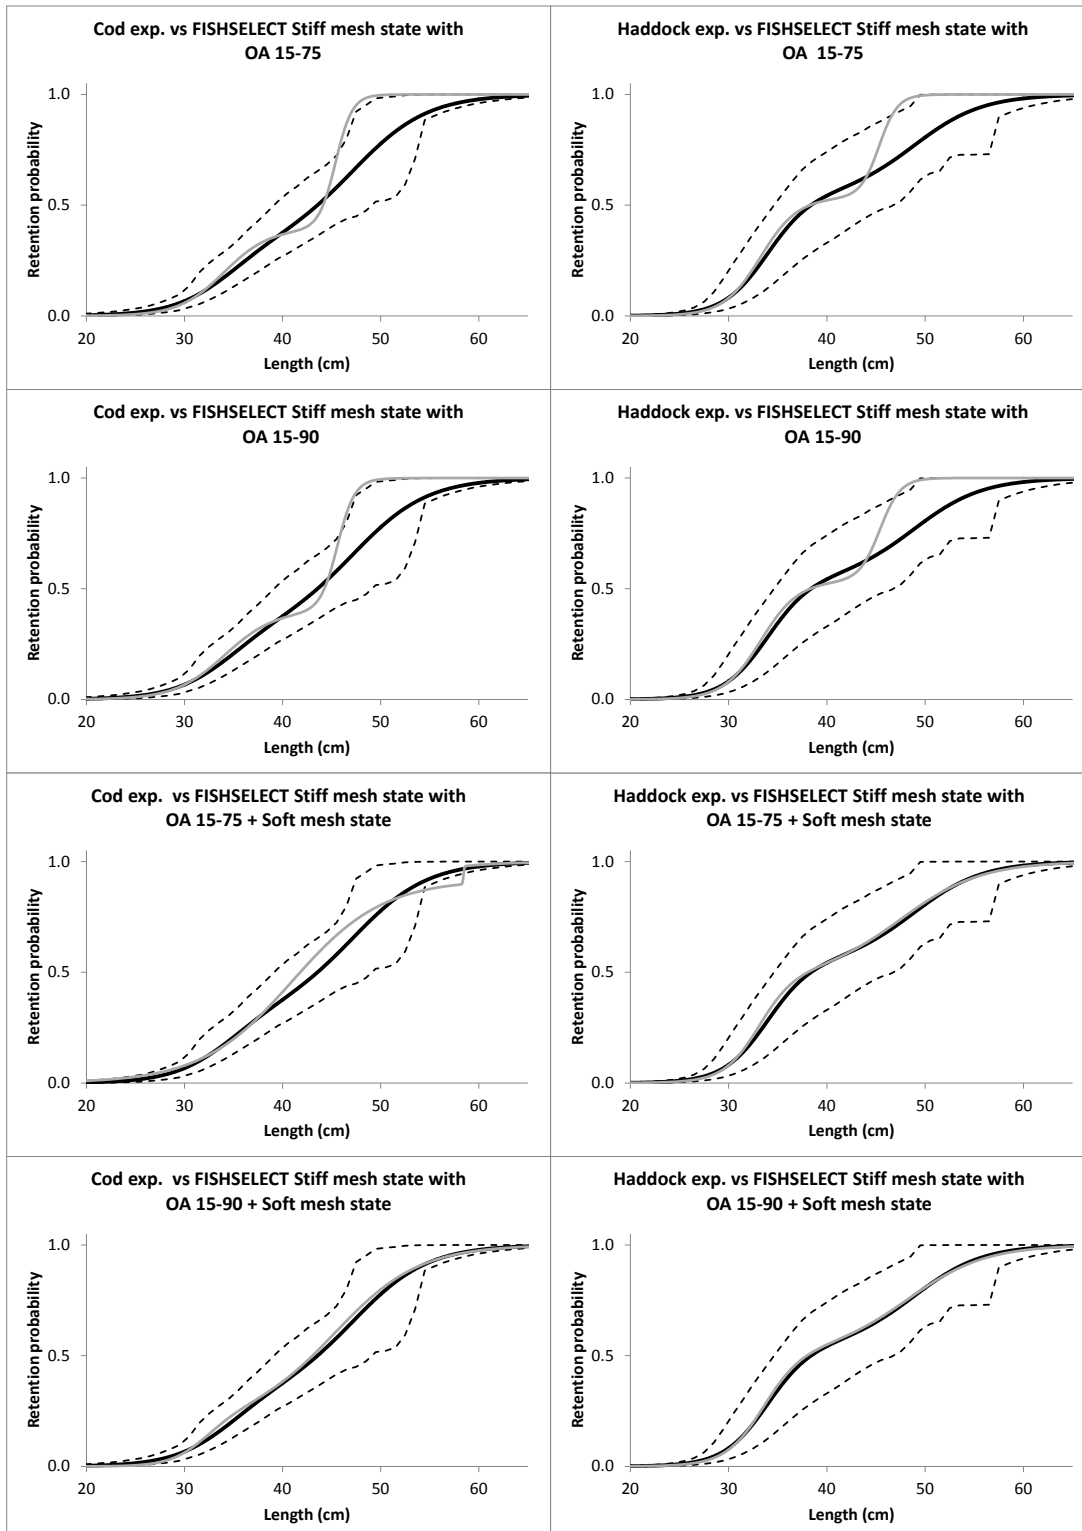 Cod exp. vs FISHSELECT Stiff mesh state with
OA 15-75
Retention probability
1.0
0.5
0.0
20 30 40 50 60
Length (cm)
Haddock exp. vs FISHSELECT Stiff mesh state with
OA 15-75
Retention probability
1.0
0.5
0.0
20 30 40 50 60
Length (cm)
Cod exp. vs FISHSELECT Stiff mesh state with
OA 15-90
Retention probability
1.0
0.5
0.0
20 30 40 50 60
Length (cm)
Haddock exp. vs FISHSELECT Stiff mesh state with
OA 15-90
Retention probability
1.0
0.5
0.0
20 30 40 50 60
Length (cm)
Cod exp. vs FISHSELECT Stiff mesh state with
OA 15-75 + Soft mesh state
Retention probability
1.0
0.5
0.0
20 30 40 50 60
Length (cm)
Haddock exp. vs FISHSELECT Stiff mesh state with
OA 15-75 + Soft mesh state
Retention probability
1.0
0.5
0.0
20 30 40 50 60
Length (cm)
Cod exp. vs FISHSELECT Stiff mesh state with
OA 15-90 + Soft mesh state
Retention probability
1.0
0.5
0.0
20 30 40 50 60
Length (cm)
Haddock exp. vs FISHSELECT Stiff mesh state with
OA 15-90 + Soft mesh state
Retention probability
1.0
0.5
0.0
20 30 40 50 60
Length (cm)